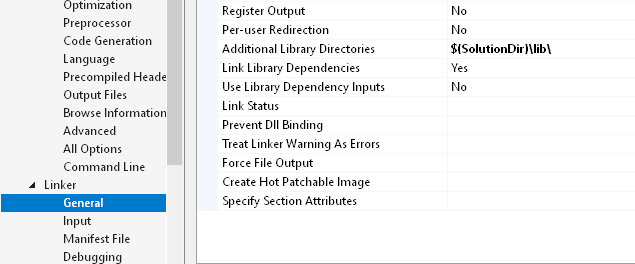 Optimization
Preprocessor
Code Generation
Language
Precompiled Heade
Output Files
Browse Information
Advanced
All Options
Command Line
Linker
General
Input
Manifest File
Debugging
Register Output No
Per-user Redirection No
Additional Library Directories $(SolutionDir)\lib\
Link Library Dependencies Yes
Use Library Dependency Inputs No
Link Status
Prevent Dll Binding
Treat Linker Warning As Errors
Force File Output
Create Hot Patchable Image
Specify Section Attributes